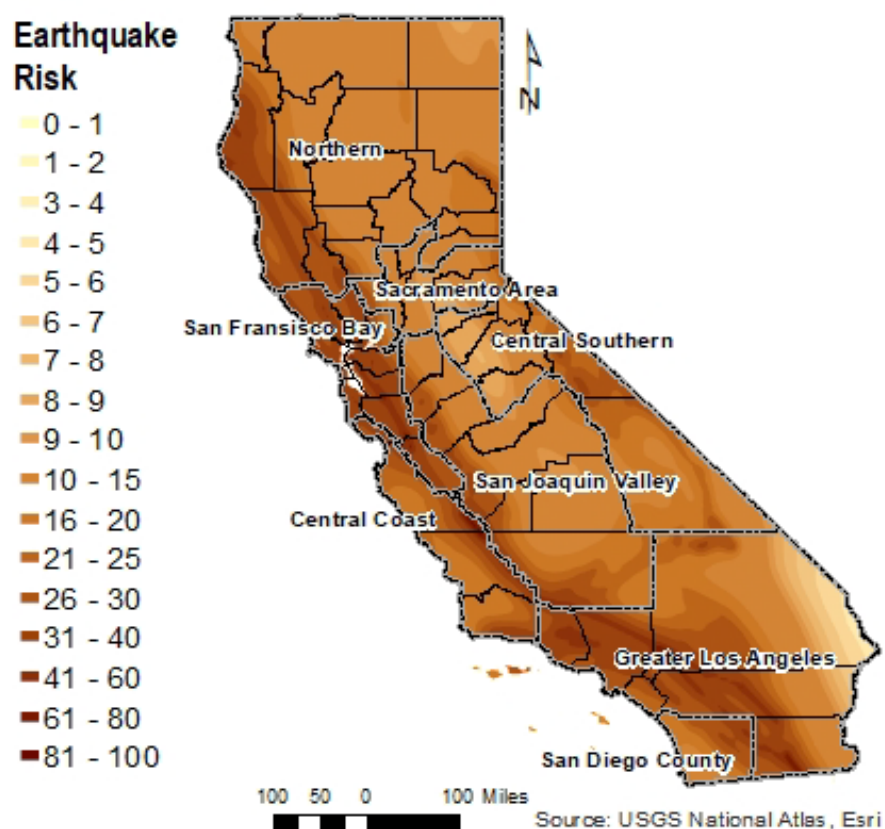 Earthquake
Risk
0 - 1
1 - 2
3 - 4
4 - 5
5 - 6
6 - 7
7 - 8
8 - 9
9 - 10
10 - 15
16 - 20
21 - 25
26 - 30
31 - 40
41 - 60
61 - 80
81 - 100
N
Northern
Sacramento Area
San Fransisco Bay
Central Southern
San Joaquin Valley
Central Coast
Greater Los Angeles
San Diego County
100 50 0 100 Miles
Source: USGS National Atlas, Esri